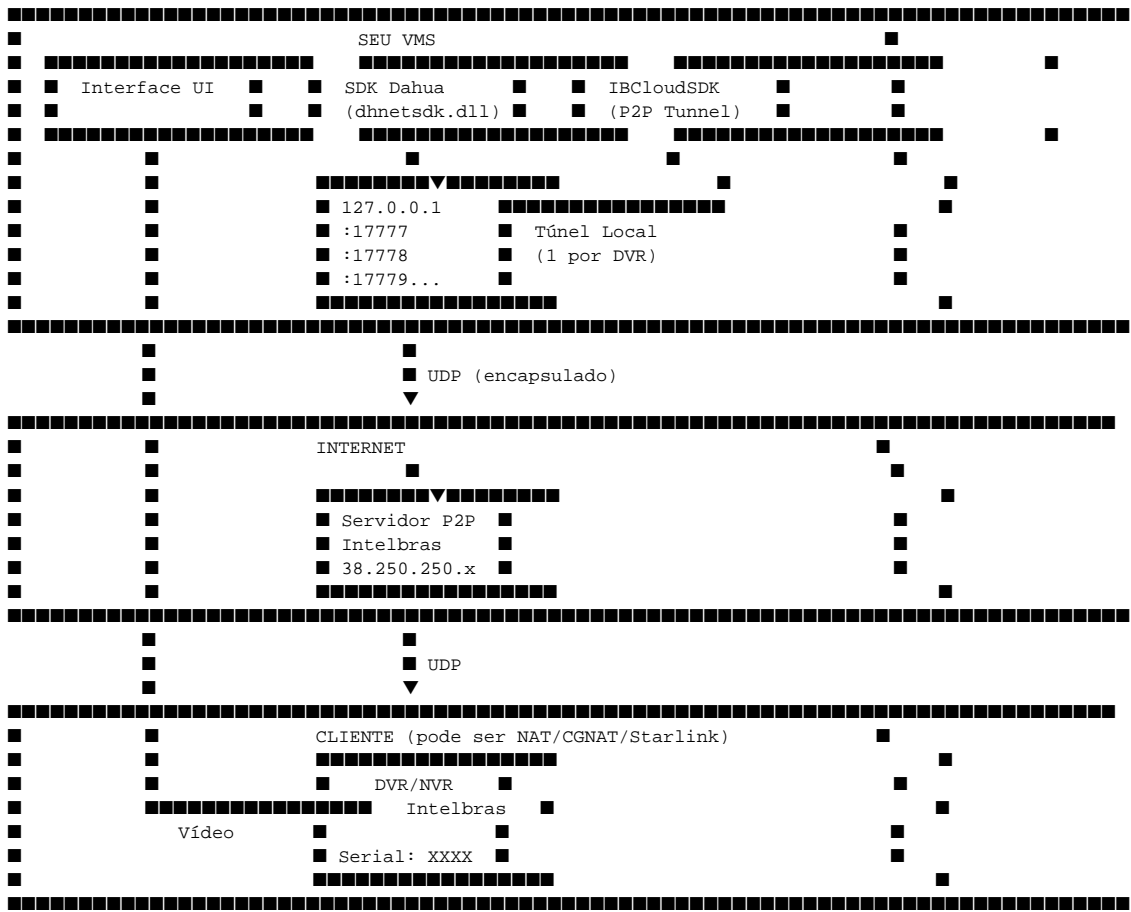 SEU VMS
Interface UI SDK Dahua IBCloudSDK
(dhnetsdk.dll) (P2P Tunnel)
127.0.0.1
:17777 Túnel Local
:17778 (1 por DVR)
:17779...
UDP (encapsulado)
INTERNET
Servidor P2P
Intelbras
38.250.250.x
UDP
CLIENTE (pode ser NAT/CGNAT/Starlink)
DVR/NVR
Intelbras
Vídeo
Serial: XXXX